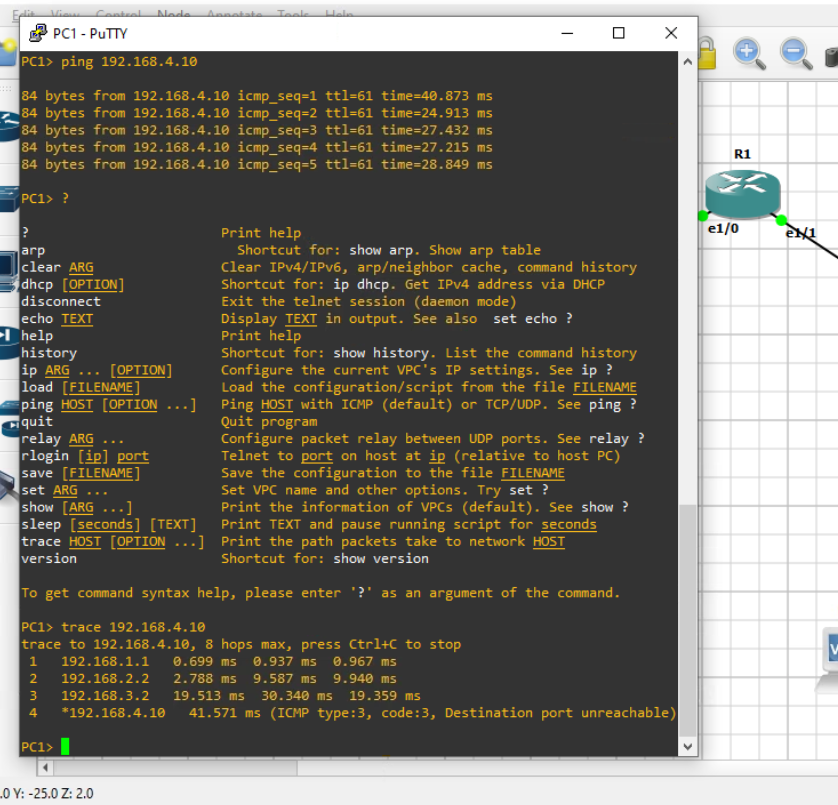 Edit View Control Node Annotate Tools Help
PC1 - PuTTY
PC1> ping 192.168.4.10
84 bytes from 192.168.4.10 icmp_seq=1 ttl=61 time=40.873 ms
84 bytes from 192.168.4.10 icmp_seq=2 ttl=61 time=24.913 ms
84 bytes from 192.168.4.10 icmp_seq=3 ttl=61 time=27.432 ms
84 bytes from 192.168.4.10 icmp_seq=4 ttl=61 time=27.215 ms
84 bytes from 192.168.4.10 icmp_seq=5 ttl=61 time=28.849 ms
PC1> ?
? Print help
arp Shortcut for: show arp. Show arp table
clear ARG Clear IPv4/IPv6, arp/neighbor cache, command history
dhcp [OPTION] Shortcut for: ip dhcp. Get IPv4 address via DHCP
disconnect Exit the telnet session (daemon mode)
echo TEXT Display TEXT in output. See also set echo ?
help Print help
history Shortcut for: show history. List the command history
ip ARG ... [OPTION] Configure the current VPC's IP settings. See ip ?
load [FILENAME] Load the configuration/script from the file FILENAME
ping HOST [OPTION ...] Ping HOST with ICMP (default) or TCP/UDP. See ping ?
quit Quit program
relay ARG ... Configure packet relay between UDP ports. See relay ?
rlogin [ip] port Telnet to port on host at ip (relative to host PC)
save [FILENAME] Save the configuration to the file FILENAME
set ARG ... Set VPC name and other options. Try set ?
show [ARG ...] Print the information of VPCs (default). See show ?
sleep [seconds] [TEXT] Print TEXT and pause running script for seconds
trace HOST [OPTION ...] Print the path packets take to network HOST
version Shortcut for: show version
To get command syntax help, please enter '?' as an argument of the command.
PC1> trace 192.168.4.10
trace to 192.168.4.10, 8 hops max, press Ctrl+C to stop
1 192.168.1.1 0.699 ms 0.937 ms 0.967 ms
2 192.168.2.2 2.788 ms 9.587 ms 9.940 ms
3 192.168.3.2 19.513 ms 30.340 ms 19.359 ms
4 *192.168.4.10 41.571 ms (ICMP type:3, code:3, Destination port unreachable)
PC1>
R1
e1/0
e1/1
V
.0 Y: -25.0 Z: 2.0